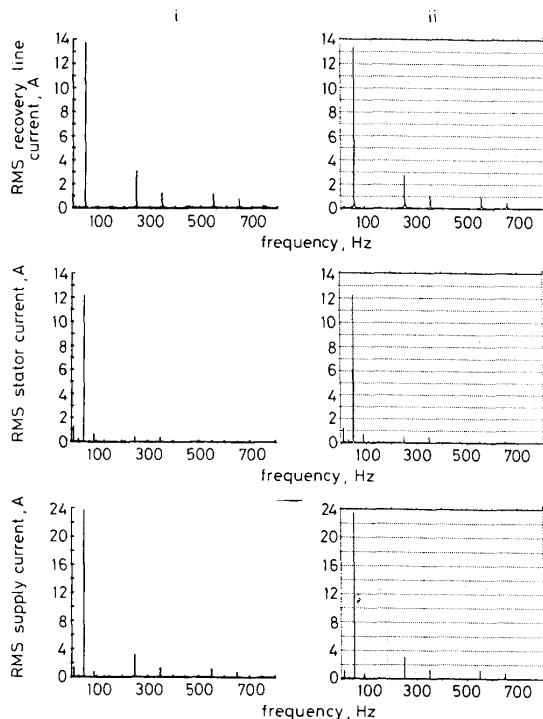 i
ii
RMS recovery line
current, A
14
12
10
8
6
4
2
0
100 300 500 700
frequency, Hz
14
12
10
8
6
4
2
0
100 300 500 700
frequency, Hz
RMS stator current, A
14
12
10
8
6
4
2
0
100 300 500 700
frequency, Hz
14
12
10
8
6
4
2
0
100 300 500 700
RMS supply current, A
24
20
16
12
8
4
0
100 300 500 700
frequency, Hz
24
20
16
12
8
4
0
100 300 500 700